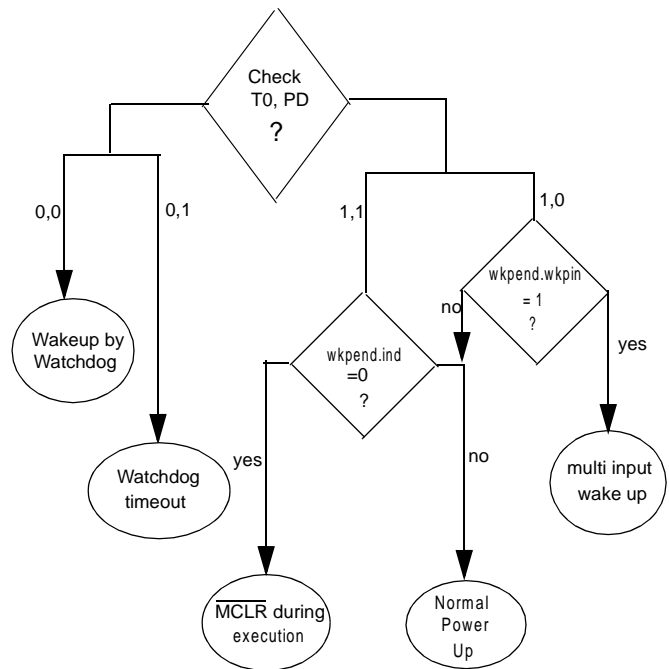 Check
T0, PD
?
0,0
0,1
1,1
1,0
wkpend.wkpin
= 1
?
no
yes
Wakeup by
Watchdog
wkpend.ind
=0
?
yes
no
Watchdog
timeout
multi input
wake up
MCLR during
execution
Normal
Power
Up